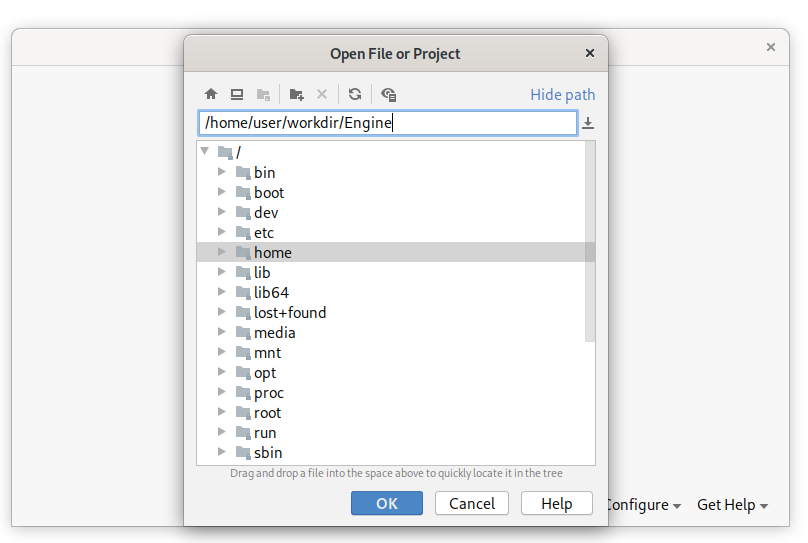 Open File or Project
Hide path
/home/user/workdir/Engine
/
bin
boot
dev
etc
home
lib
lib64
lost+found
media
mnt
opt
proc
root
run
sbin
Drag and drop a file into the space above to quickly locate it in the tree
OK Cancel Help
Configure Get Help